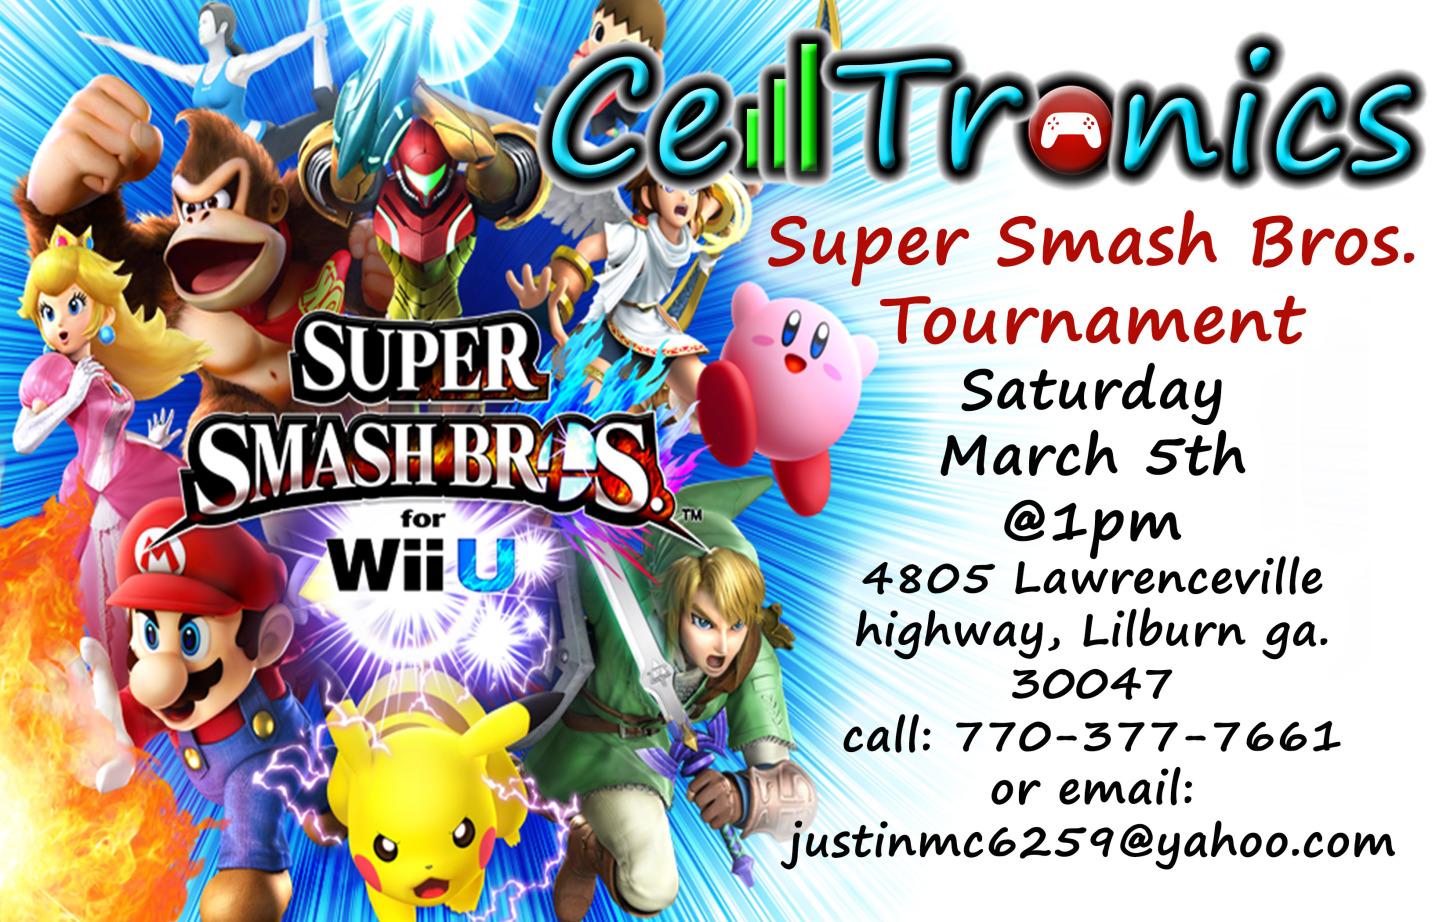 CellTronics
Super Smash Bros.
Tournament
Saturday
March 5th
@1pm
4805 Lawrenceville
highway, Lilburn ga.
30047
call: 770-377-7661
or email:
justinmc6259@yahoo.com
SUPER
SMASH BROS.
TM
for
Wii U
M